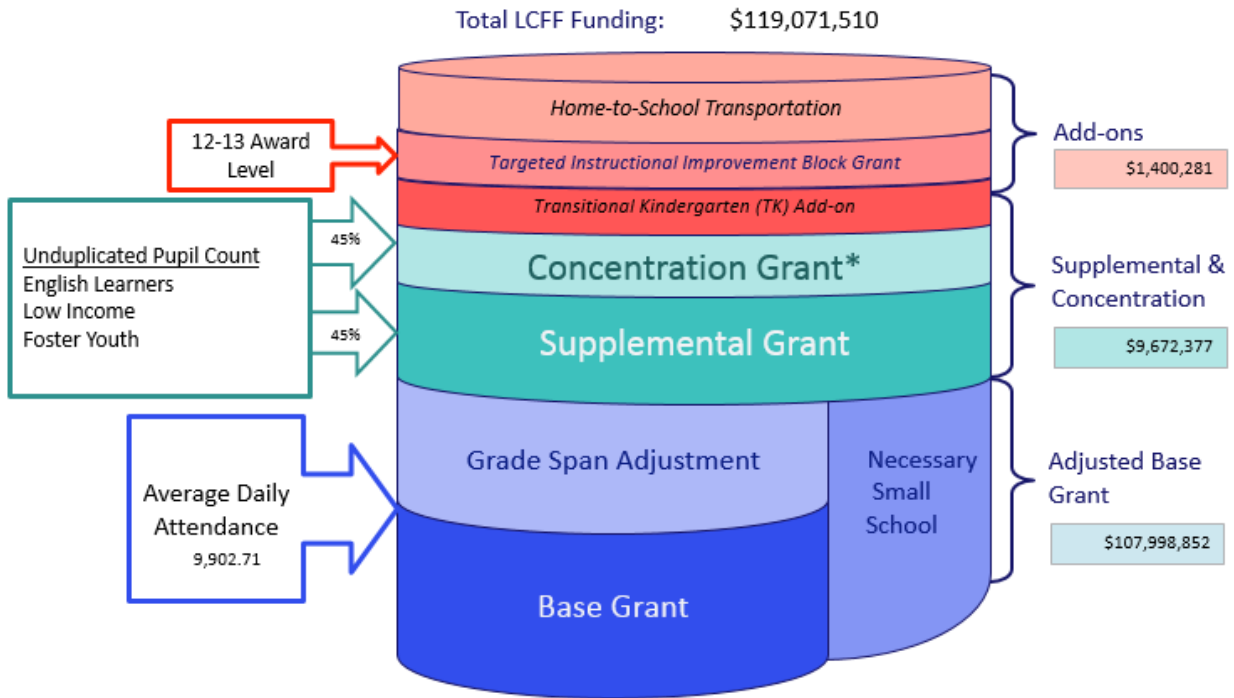 Total LCFF Funding: $119,071,510
Home-to-School Transportation
12-13 Award
Level
Targeted Instructional Improvement Block Grant
Add-ons
$1,400,281
Transitional Kindergarten (TK) Add-on
Unduplicated Pupil Count
English Learners
Low Income
Foster Youth
45%
45%
Concentration Grant*
Supplemental Grant
Supplemental &
Concentration
$9,672,377
Average Daily
Attendance
9,902.71
Grade Span Adjustment
Necessary
Small
School
Base Grant
Adjusted Base
Grant
$107,998,852